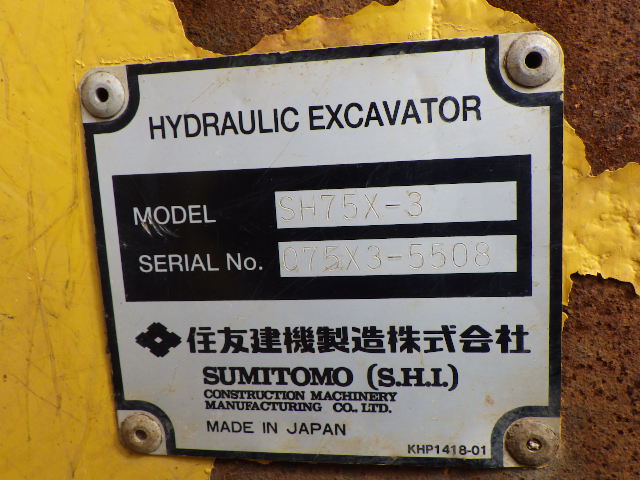 HYDRAULIC EXCAVATOR
MODEL SH75X-3
SERIAL No. 075X3-5508
住友建機製造株式会社
SUMITOMO (S.H.I.)
CONSTRUCTION MACHINERY
MANUFACTURING CO., LTD.
MADE IN JAPAN
KHP1418-01